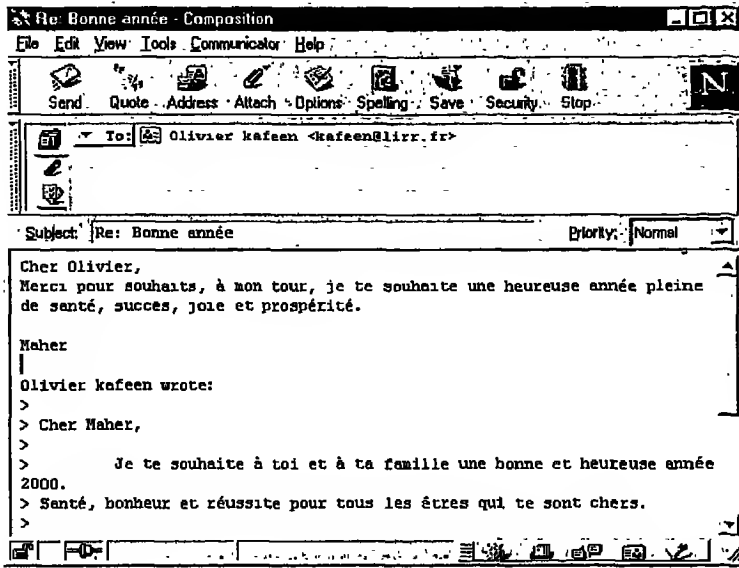 Re: Bonne année - Composition
File Edit View Tools Communicator Help
Send Quote Address Attach Options Spelling Save Security Stop
N
To: Olivier kafeen <kafeen@lirr.fr>
Subject: Re: Bonne année Priority: Normal
Cher Olivier,
Merci pour souhaits, à mon tour, je te souhaite une heureuse année pleine
de santé, succes, joie et prospérité.
Maher
Olivier kafeen wrote:
>
> Cher Maher,
>
> Je te souhaite à toi et à ta famille une bonne et heureuse année
2000.
> Santé, bonheur et réussite pour tous les êtres qui te sont chers.
>